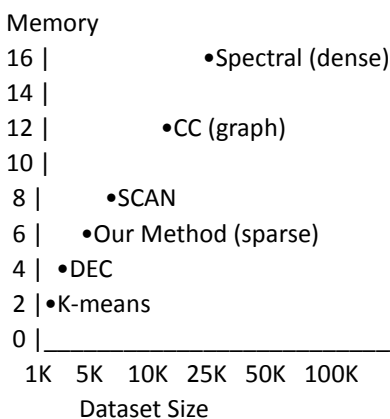 Memory
16 | •Spectral (dense)
14 |
12 | •CC (graph)
10 |
8 | •SCAN
6 | •Our Method (sparse)
4 | •DEC
2 |•K-means
0 |______________________________
1K 5K 10K 25K 50K 100K
Dataset Size